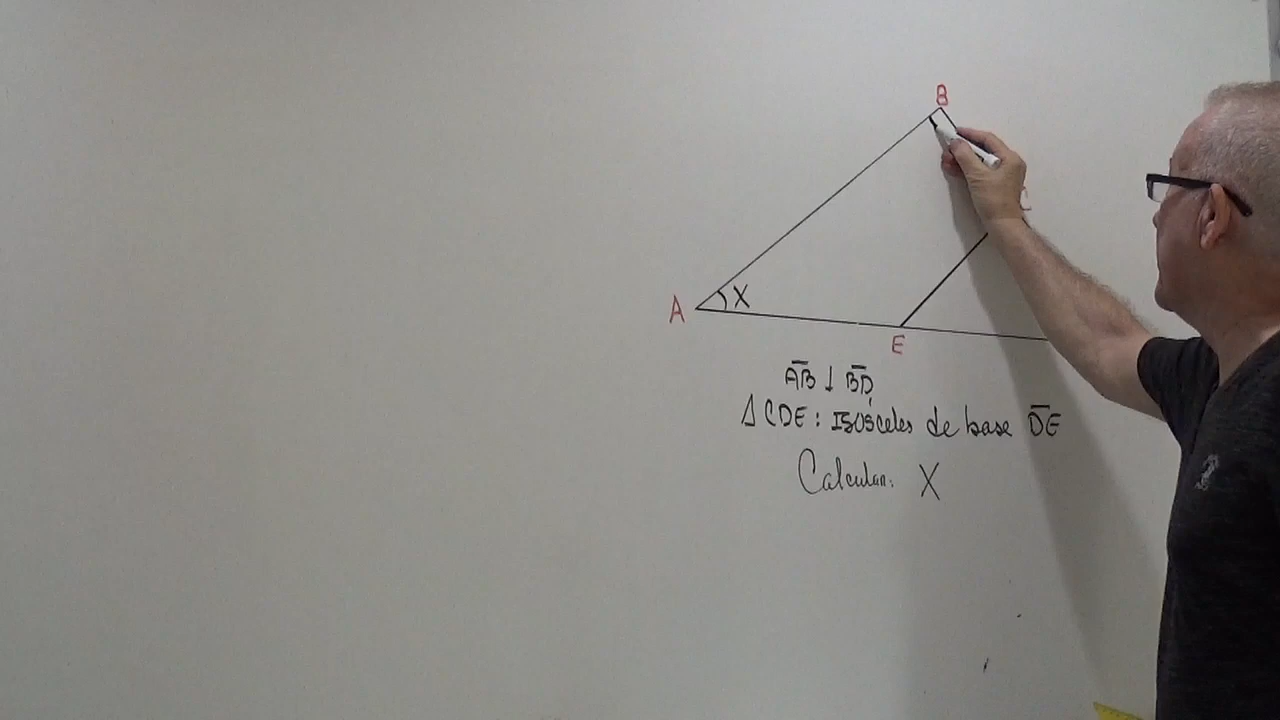 B
C
A
X
E
AB ⊥ BD
Δ CDE : Isósceles de base DE
Calcular: X